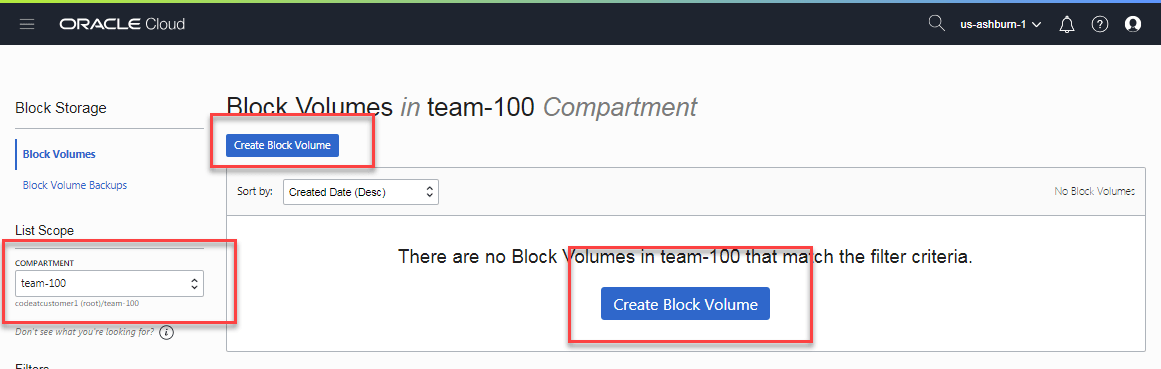 ORACLE Cloud
us-ashburn-1
Block Storage
Block Volumes
Block Volume Backups
List Scope
COMPARTMENT
team-100
codeatcustomer1 (root)/team-100
Don't see what you're looking for?
Filters
Block Volumes in team-100 Compartment
Create Block Volume
Sort by: Created Date (Desc)
No Block Volumes
There are no Block Volumes in team-100 that match the filter criteria.
Create Block Volume